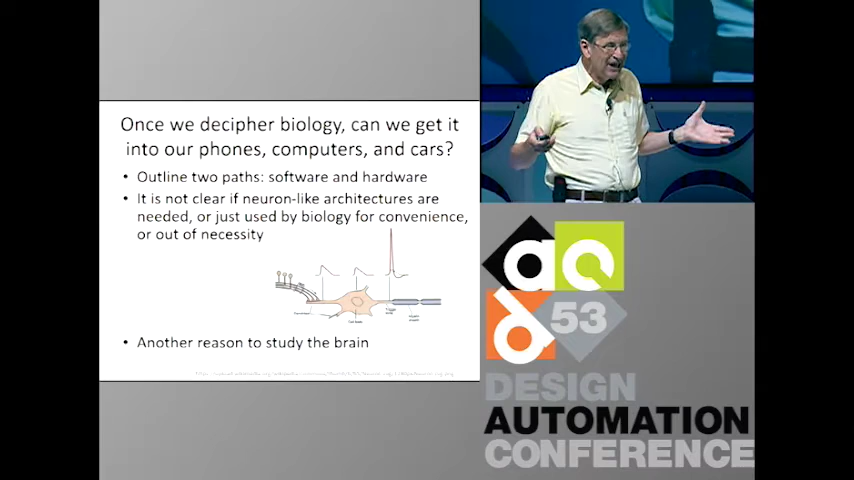 Once we decipher biology, can we get it
into our phones, computers, and cars?
• Outline two paths: software and hardware
• It is not clear if neuron-like architectures are
needed, or just used by biology for convenience,
or out of necessity
• Another reason to study the brain
dac
53
DESIGN
AUTOMATION
CONFERENCE